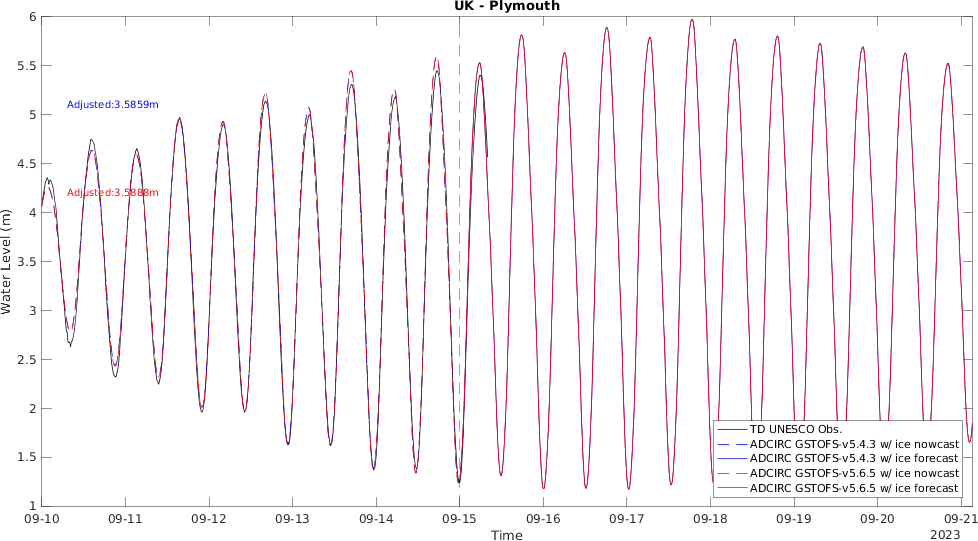 UK - Plymouth
6
5.5
5
4.5
4
3.5
3
2.5
2
1.5
1
Water Level (m)
Adjusted:3.5859m
Adjusted:3.5888m
TD UNESCO Obs.
ADCIRC GSTOFS-v5.4.3 w/ ice nowcast
ADCIRC GSTOFS-v5.4.3 w/ ice forecast
ADCIRC GSTOFS-v5.6.5 w/ ice nowcast
ADCIRC GSTOFS-v5.6.5 w/ ice forecast
09-10 09-11 09-12 09-13 09-14 09-15 09-16 09-17 09-18 09-19 09-20 09-21
Time
2023